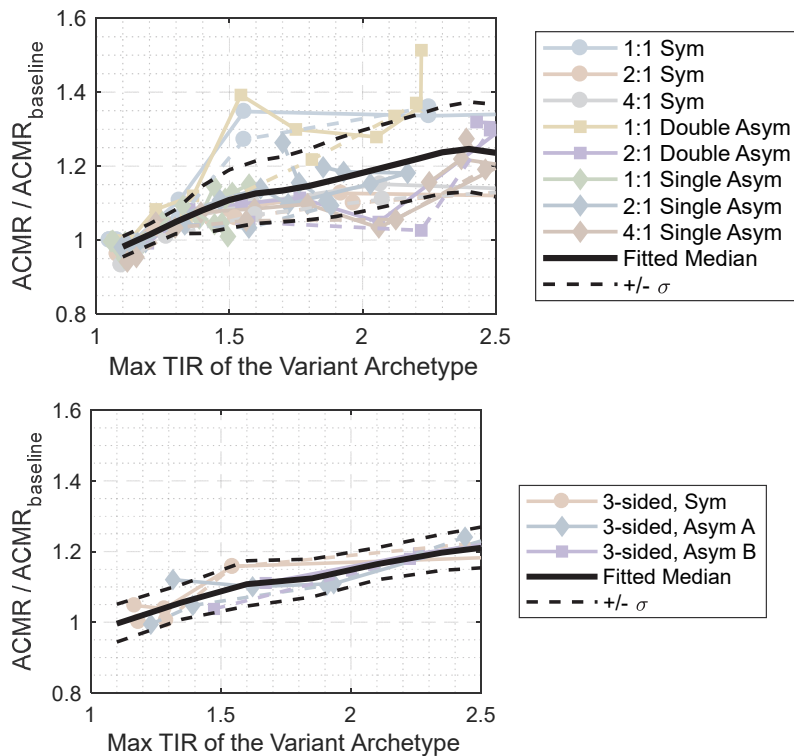 1.6
1.4
1.2
1
0.8
ACMR / ACMR_baseline
1
1.5
2
2.5
Max TIR of the Variant Archetype
1:1 Sym
2:1 Sym
4:1 Sym
1:1 Double Asym
2:1 Double Asym
1:1 Single Asym
2:1 Single Asym
4:1 Single Asym
Fitted Median
+/- σ
1.6
1.4
1.2
1
0.8
ACMR / ACMR_baseline
1
1.5
2
2.5
Max TIR of the Variant Archetype
3-sided, Sym
3-sided, Asym A
3-sided, Asym B
Fitted Median
+/- σ